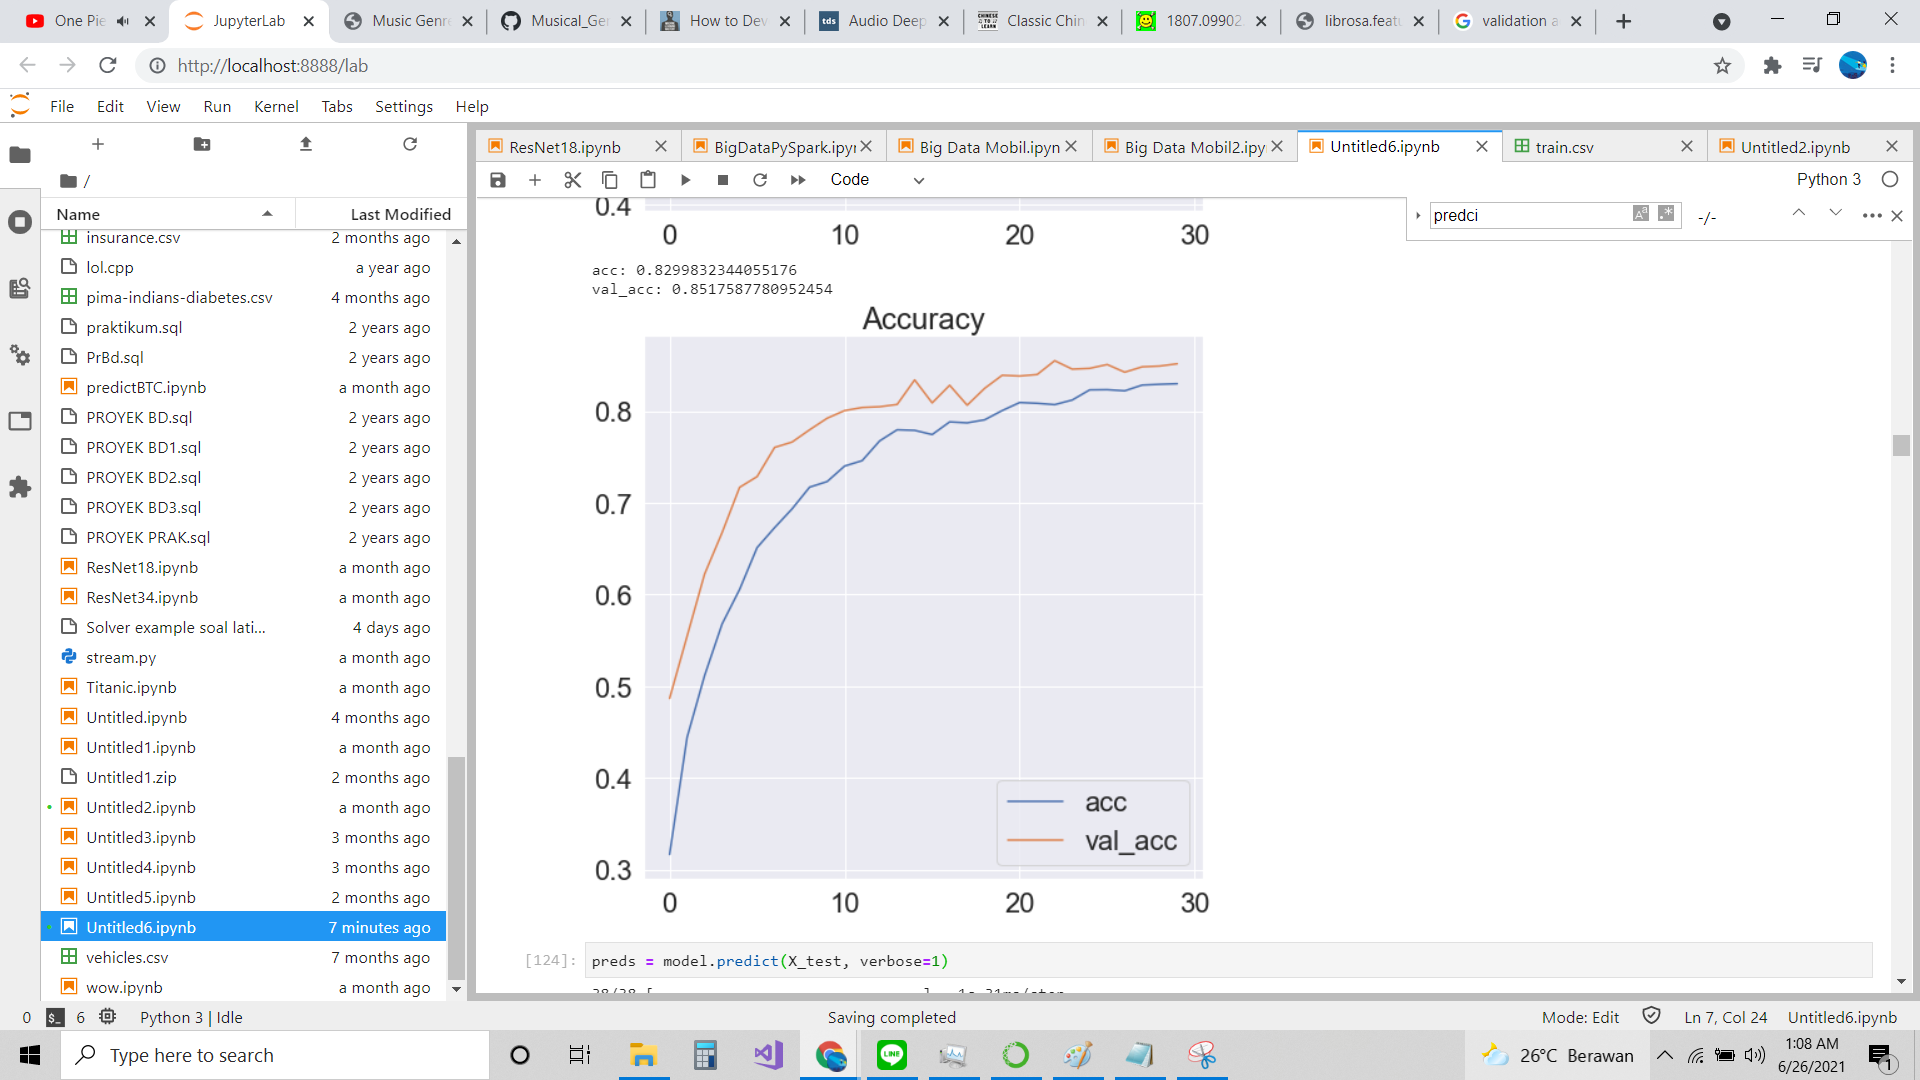 One Pie
JupyterLab
Music Genre
Musical_Ger
How to Dev
tds
Audio Deep
CHINESE TO LEARN
Classic Chin
1807.09902
librosa.featu
validation a
http://localhost:8888/lab
File Edit View Run Kernel Tabs Settings Help
ResNet18.ipynb
BigDataPySpark.ipyn
Big Data Mobil.ipyn
Big Data Mobil2.ipy
Untitled6.ipynb
train.csv
Untitled2.ipynb
/
Code
Python 3
Name Last Modified
predci
-/-
insurance.csv 2 months ago
lol.cpp a year ago
pima-indians-diabetes.csv 4 months ago
praktikum.sql 2 years ago
PrBd.sql 2 years ago
predictBTC.ipynb a month ago
PROYEK BD.sql 2 years ago
PROYEK BD1.sql 2 years ago
PROYEK BD2.sql 2 years ago
PROYEK BD3.sql 2 years ago
PROYEK PRAK.sql 2 years ago
ResNet18.ipynb a month ago
ResNet34.ipynb a month ago
Solver example soal lati... 4 days ago
stream.py a month ago
Titanic.ipynb a month ago
Untitled.ipynb 4 months ago
Untitled1.ipynb a month ago
Untitled1.zip 2 months ago
Untitled2.ipynb a month ago
Untitled3.ipynb 3 months ago
Untitled4.ipynb 3 months ago
Untitled5.ipynb 2 months ago
Untitled6.ipynb 7 minutes ago
vehicles.csv 7 months ago
wow.ipynb a month ago
0.4
0 10 20 30
acc: 0.8299832344055176
val_acc: 0.8517587780952454
Accuracy
0.8
0.7
0.6
0.5
0.4
0.3
acc
val_acc
0 10 20 30
[124]: preds = model.predict(X_test, verbose=1)
0 6 Python 3 | Idle Saving completed Mode: Edit Ln 7, Col 24 Untitled6.ipynb
Type here to search
LINE
26°C Berawan
1:08 AM
6/26/2021
1